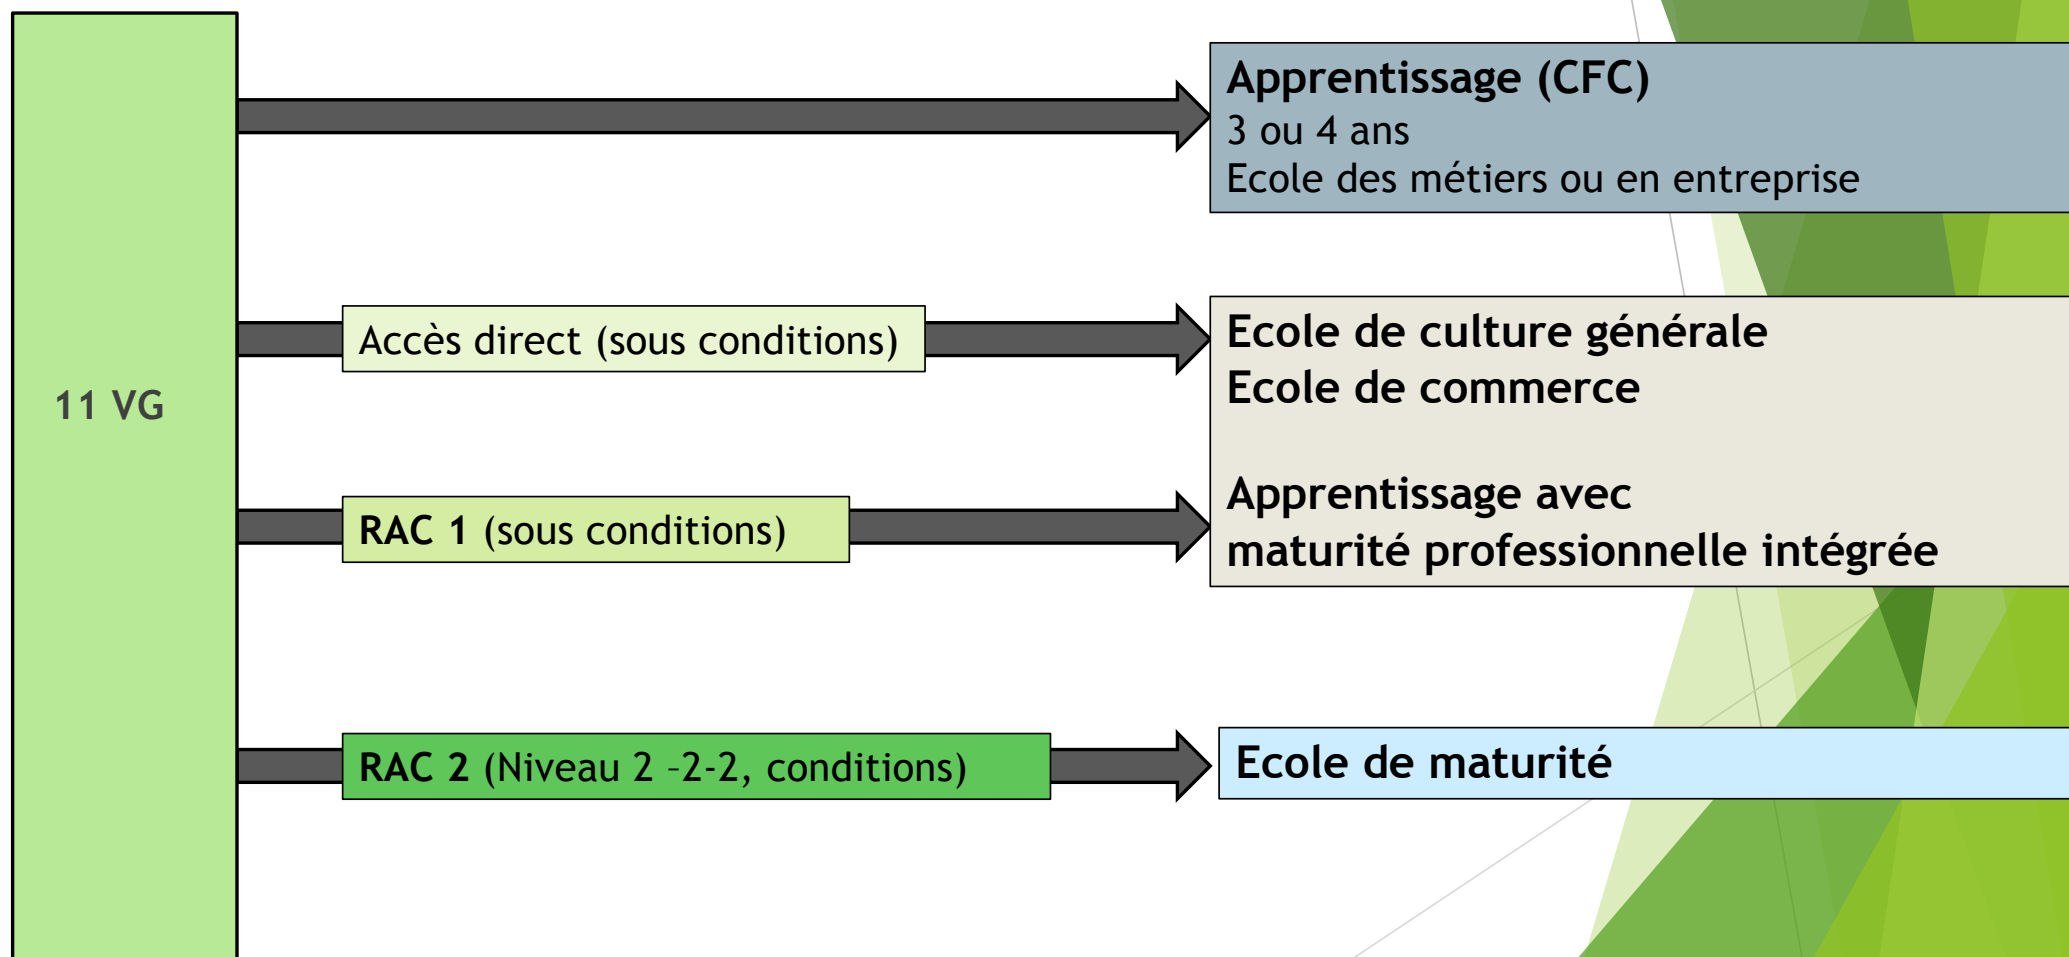 11 VG
Apprentissage (CFC)
3 ou 4 ans
Ecole des métiers ou en entreprise
Accès direct (sous conditions)
Ecole de culture générale
Ecole de commerce
RAC 1 (sous conditions)
Apprentissage avec
maturité professionnelle intégrée
RAC 2 (Niveau 2 –2-2, conditions)
Ecole de maturité